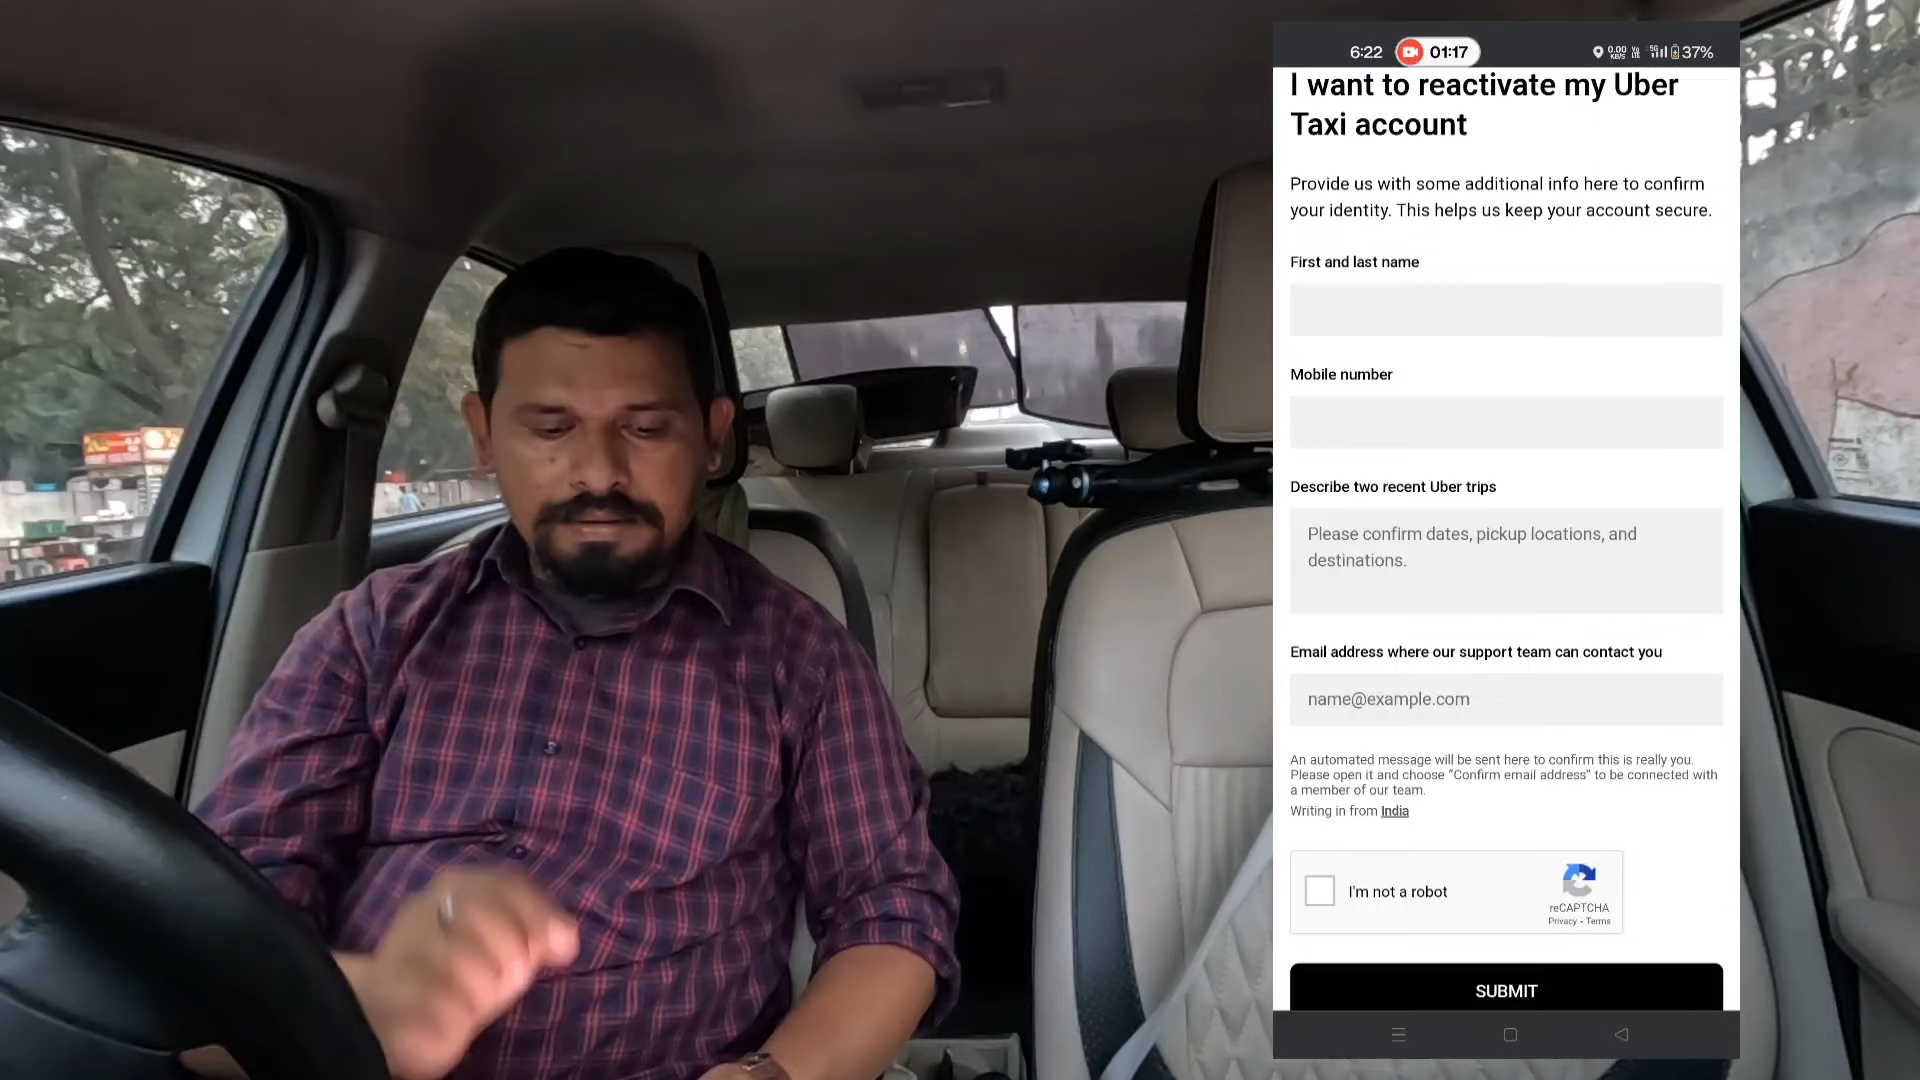 6:22
01:17
0.00
KB/S
5G
37%
I want to reactivate my Uber
Taxi account
Provide us with some additional info here to confirm
your identity. This helps us keep your account secure.
First and last name
Mobile number
Describe two recent Uber trips
Please confirm dates, pickup locations, and
destinations.
Email address where our support team can contact you
name@example.com
An automated message will be sent here to confirm this is really you.
Please open it and choose “Confirm email address” to be connected with
a member of our team.
Writing in from India
I'm not a robot
reCAPTCHA
Privacy - Terms
SUBMIT